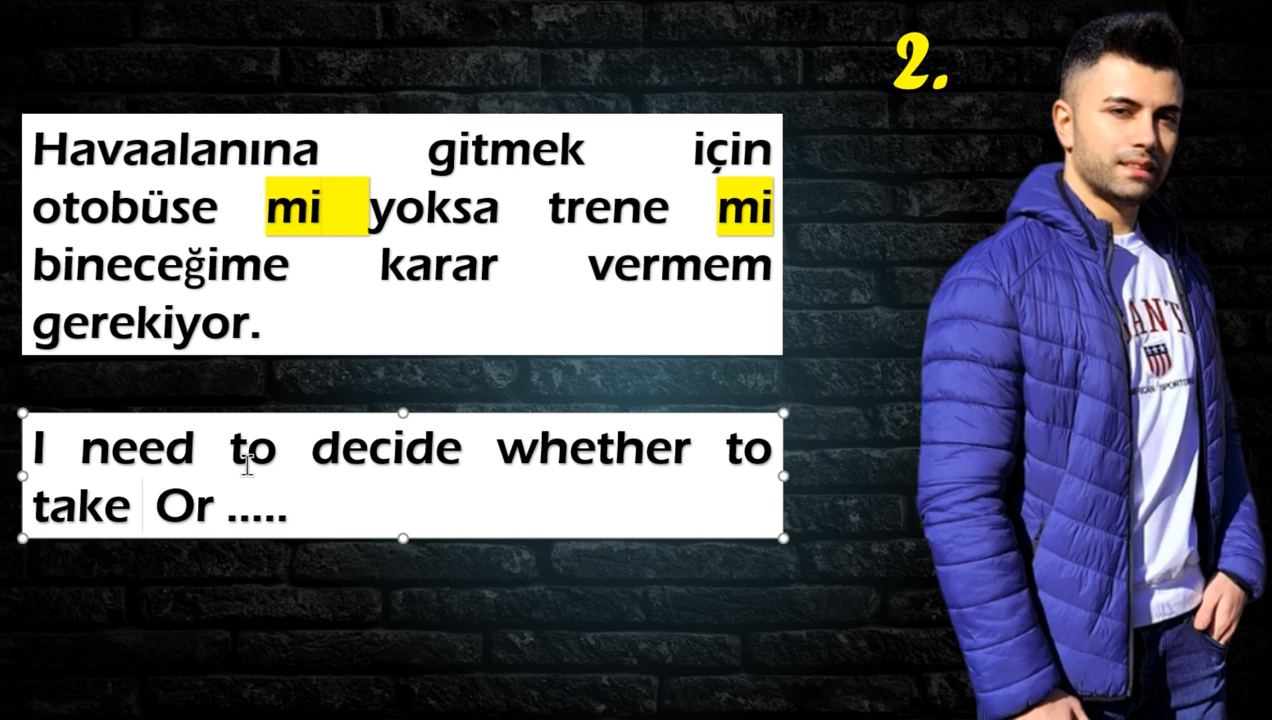 2.
Havaalanına gitmek için
otobüse mi yoksa trene mi
bineceğime karar vermem
gerekiyor.
I need to decide whether to
take Or .....
GANT